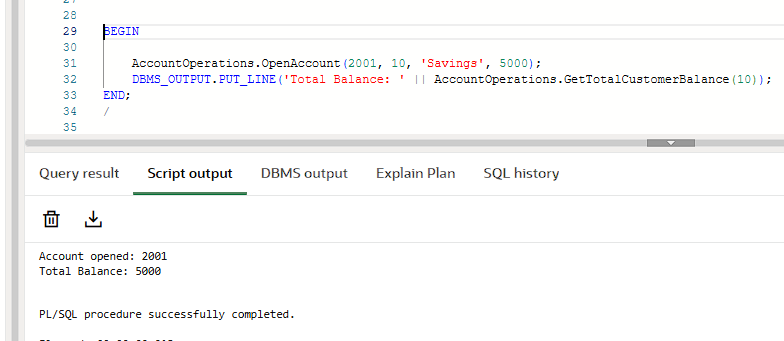 28
29 BEGIN
30
31 AccountOperations.OpenAccount(2001, 10, 'Savings', 5000);
32 DBMS_OUTPUT.PUT_LINE('Total Balance: ' || AccountOperations.GetTotalCustomerBalance(10));
33 END;
34 /
35
Query result Script output DBMS output Explain Plan SQL history
Account opened: 2001
Total Balance: 5000
PL/SQL procedure successfully completed.